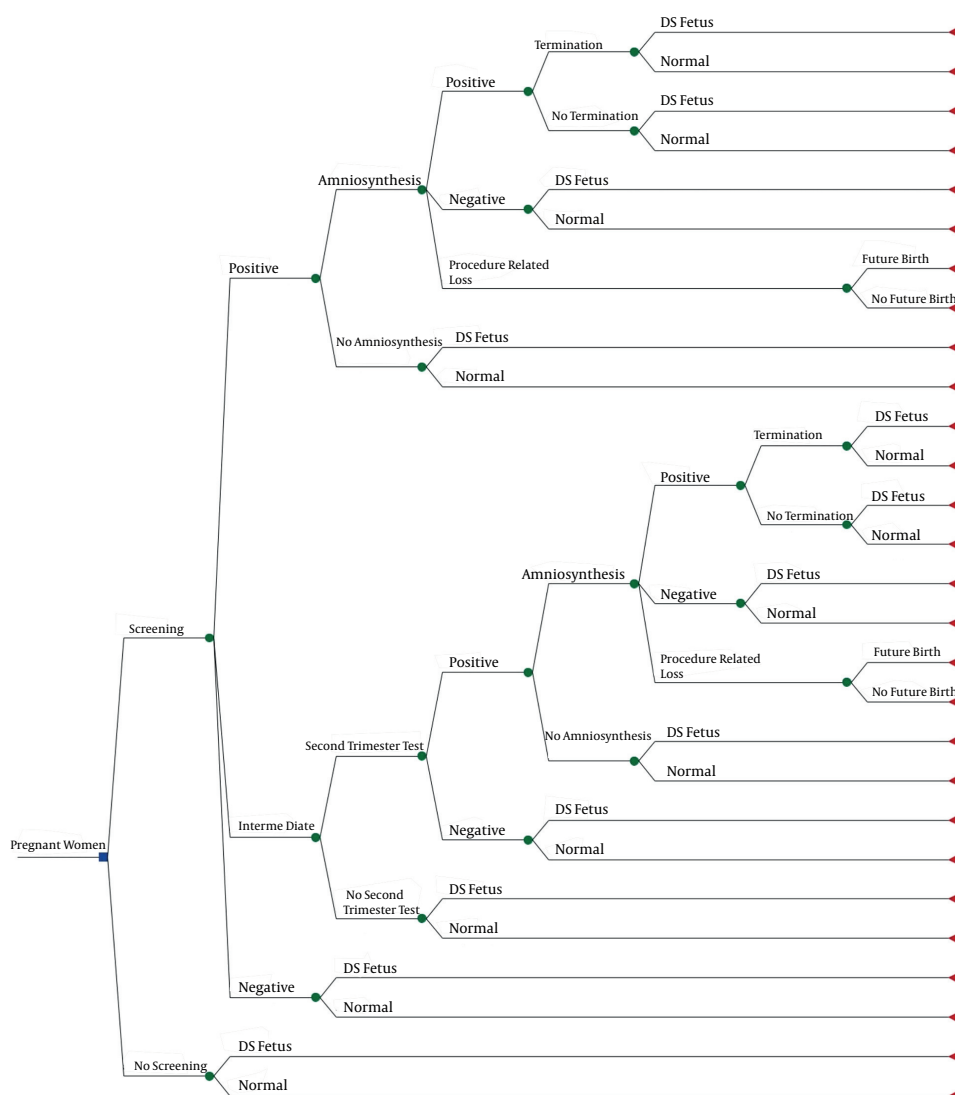 DS Fetus
Termination
Normal
Positive
DS Fetus
No Termination
Normal
Amniosynthesis
DS Fetus
Negative
Normal
Positive
Procedure Related
Loss
Future Birth
No Future Birth
No Amniosynthesis
DS Fetus
Normal
DS Fetus
Termination
Normal
Positive
DS Fetus
No Termination
Normal
Amniosynthesis
DS Fetus
Negative
Normal
Screening
Positive
Procedure Related
Loss
Future Birth
No Future Birth
No Amniosynthesis
DS Fetus
Second Trimester Test
Normal
DS Fetus
Interme Diate
Negative
Normal
Pregnant Women
No Second
Trimester Test
DS Fetus
Normal
DS Fetus
Negative
Normal
DS Fetus
No Screening
Normal